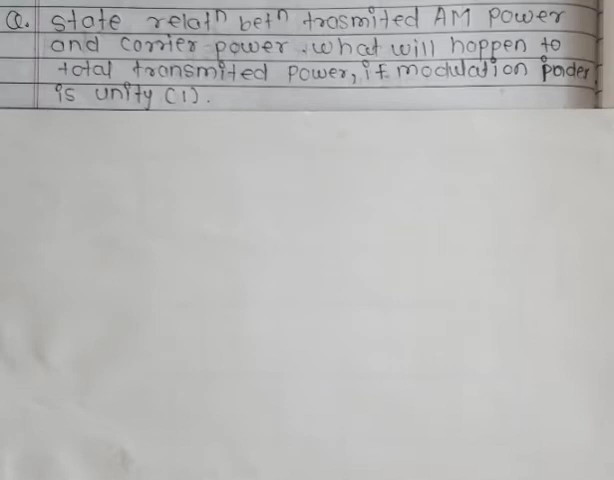 Q. state relatⁿ betⁿ trasmited AM power
and carrier power. what will happen to
total transmited power, if modulation index
is unity (1).